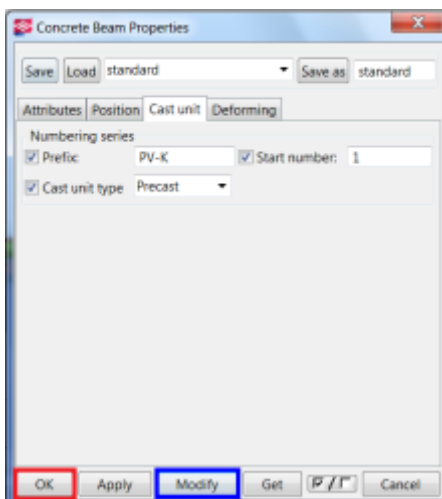 Concrete Beam Properties
Save Load standard Save as standard
Attributes Position Cast unit Deforming
Numbering series
Prefix: PV-K Start number: 1
Cast unit type Precast
OK Apply Modify Get / Cancel